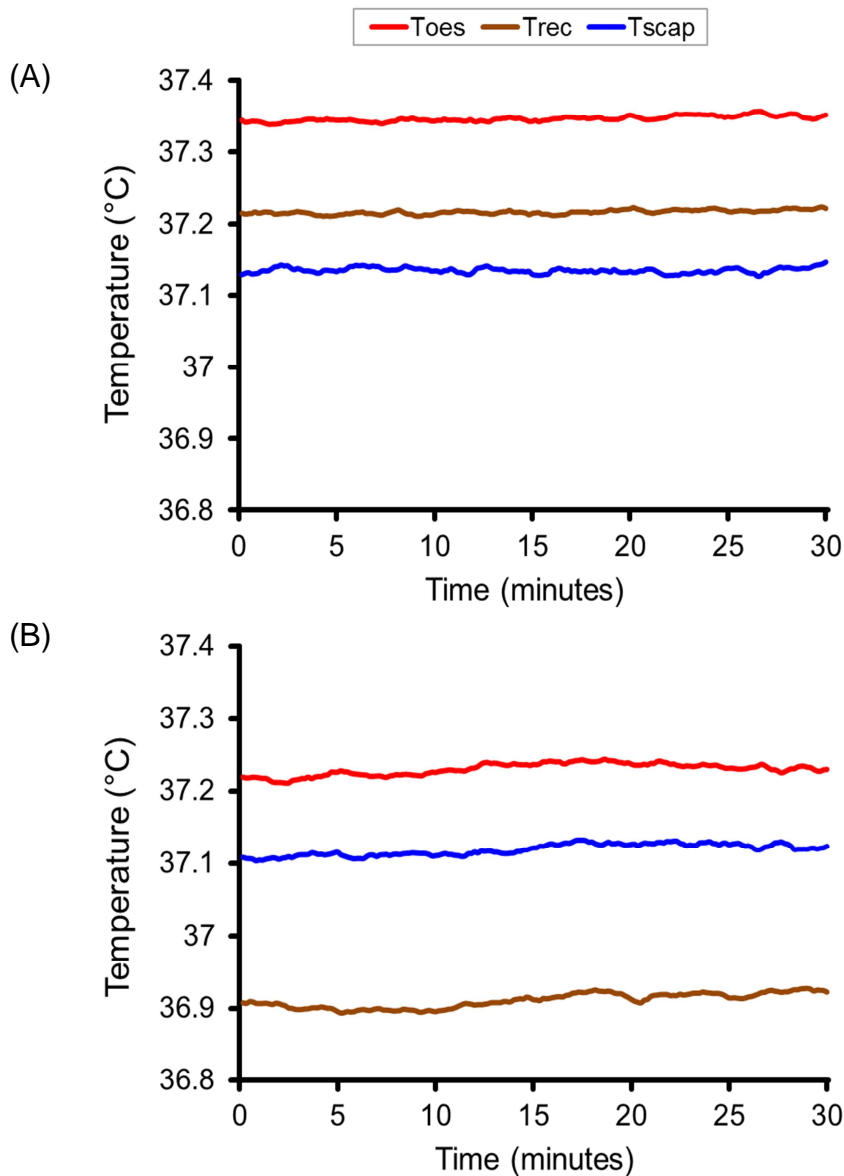 Toes Trec Tscap
(A)
Temperature (°C)
37.4
37.3
37.2
37.1
37
36.9
36.8
0 5 10 15 20 25 30
Time (minutes)
(B)
Temperature (°C)
37.4
37.3
37.2
37.1
37
36.9
36.8
0 5 10 15 20 25 30
Time (minutes)